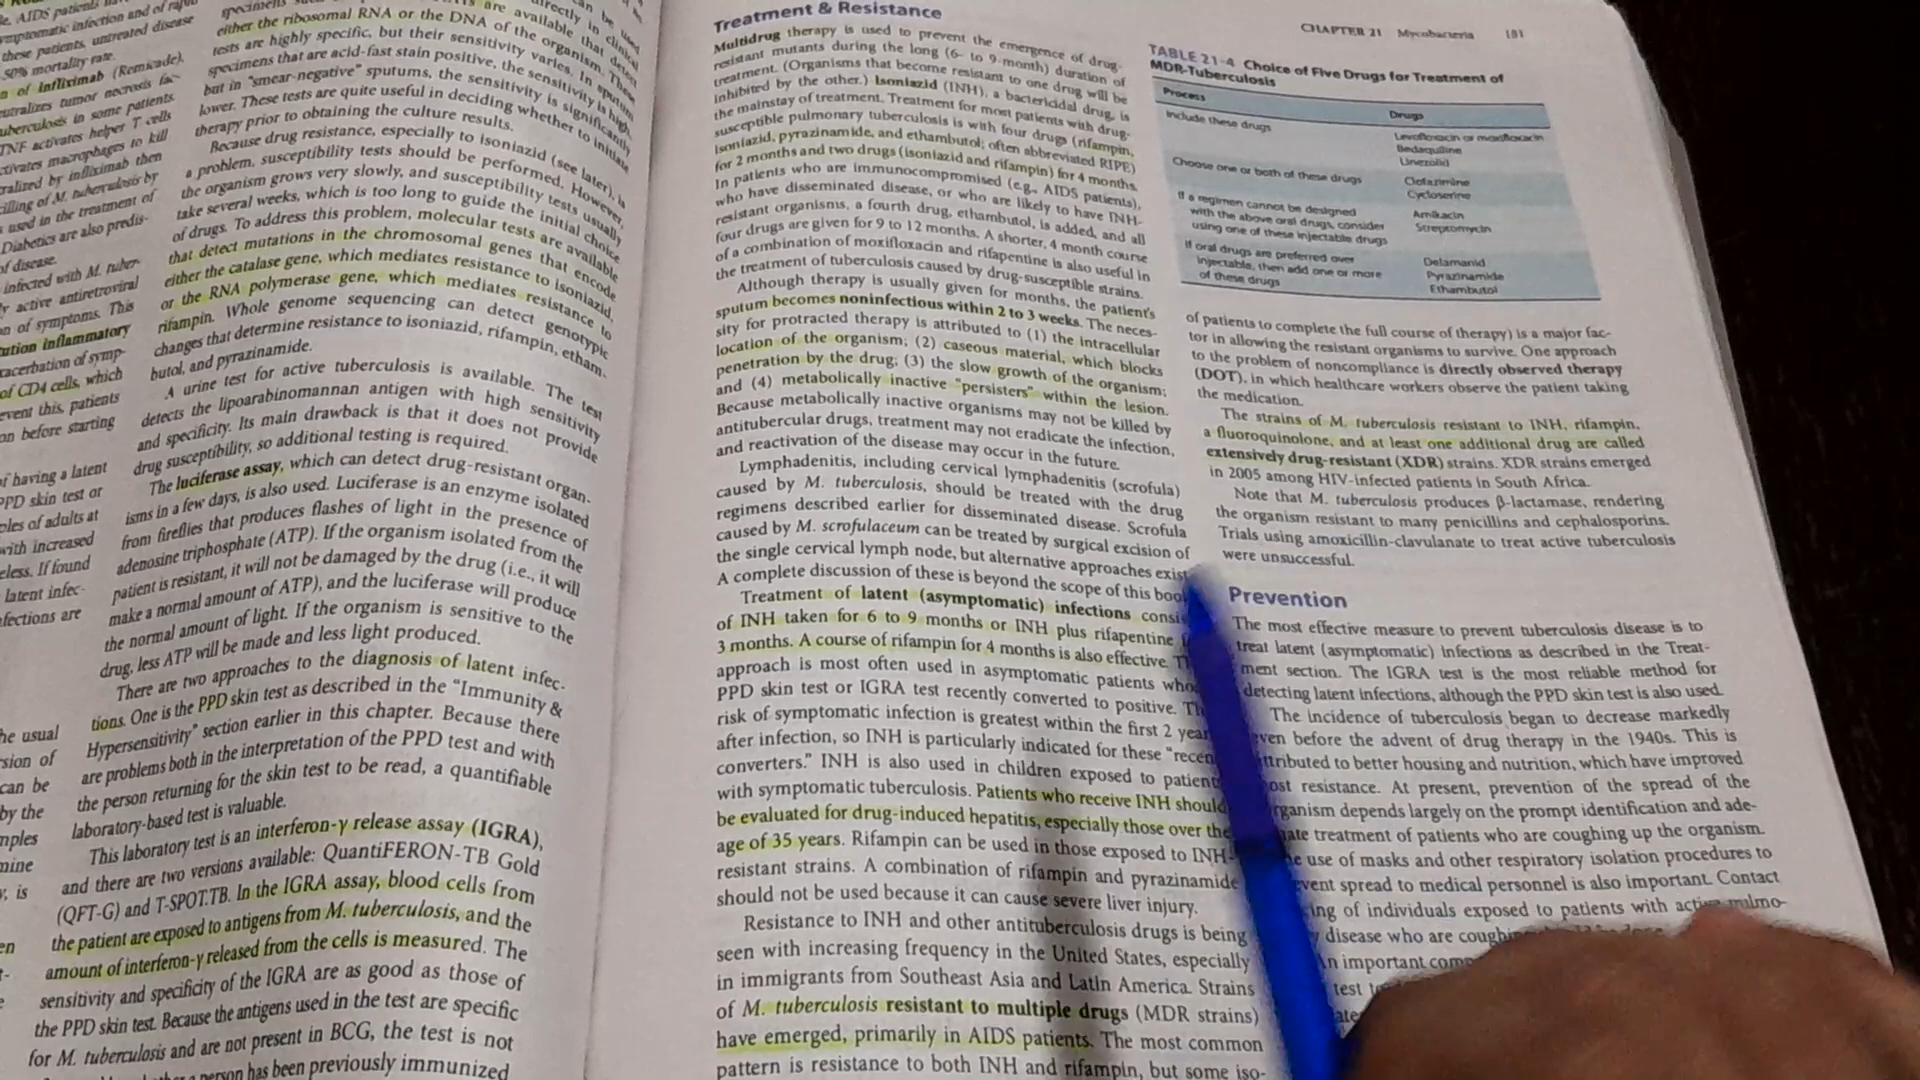 le, AIDS patients
these patients, untreated disease
50% mortality rate.
n of infliximab (Remicade),
eutralizes tumor necrosis fac-
uberculosis in some patients.
TNF activates helper T cells
ctivates macrophages to kill
ralized by infliximab then
illing of M. tuberculosis by
used in the treatment of
Diabetics are also predis-
of disease.
infected with M. tuber-
active antiretroviral
n of symptoms. This
tution inflammatory
xacerbation of symp-
of CD4 cells, which
event this, patients
on before starting
of having a latent
PPD skin test or
ples of adults at
with increased
eless. If found
latent infec-
fections are
he usual
rsion of
can be
by the
mples
mine
y, is
en
either the ribosomal RNA or the DNA of the organism. These
tests are highly specific, but their sensitivity varies. In sputum
specimens that are acid-fast stain positive, the sensitivity is high,
but in "smear-negative" sputums, the sensitivity is significantly
lower. These tests are quite useful in deciding whether to initiate
therapy prior to obtaining the culture results.
Because drug resistance, especially to isoniazid (see later), is
a problem, susceptibility tests should be performed. However,
the organism grows very slowly, and susceptibility tests usually
take several weeks, which is too long to guide the initial choice
of drugs. To address this problem, molecular tests are available
that detect mutations in the chromosomal genes that encode
either the catalase gene, which mediates resistance to isoniazid,
or the RNA polymerase gene, which mediates resistance to
rifampin. Whole genome sequencing can detect genotypic
changes that determine resistance to isoniazid, rifampin, etham-
butol, and pyrazinamide.
A urine test for active tuberculosis is available. The test
detects the lipoarabinomannan antigen with high sensitivity
and specificity. Its main drawback is that it does not provide
drug susceptibility, so additional testing is required.
The luciferase assay, which can detect drug-resistant organ-
isms in a few days, is also used. Luciferase is an enzyme isolated
from fireflies that produces flashes of light in the presence of
adenosine triphosphate (ATP). If the organism isolated from the
patient is resistant, it will not be damaged by the drug (i.e., it will
make a normal amount of ATP), and the luciferase will produce
the normal amount of light. If the organism is sensitive to the
drug, less ATP will be made and less light produced.
There are two approaches to the diagnosis of latent infec-
tions. One is the PPD skin test as described in the "Immunity &
Hypersensitivity" section earlier in this chapter. Because there
are problems both in the interpretation of the PPD test and with
the person returning for the skin test to be read, a quantifiable
laboratory-based test is valuable.
This laboratory test is an interferon-γ release assay (IGRA),
and there are two versions available: QuantiFERON-TB Gold
(QFT-G) and T-SPOT.TB. In the IGRA assay, blood cells from
the patient are exposed to antigens from M. tuberculosis, and the
amount of interferon-γ released from the cells is measured. The
sensitivity and specificity of the IGRA are as good as those of
the PPD skin test. Because the antigens used in the test are specific
for M. tuberculosis and are not present in BCG, the test is not
person has been previously immunized
Treatment & Resistance
Multidrug therapy is used to prevent the emergence of drug-
resistant mutants during the long (6- to 9-month) duration of
treatment. (Organisms that become resistant to one drug will be
inhibited by the other.) Isoniazid (INH), a bactericidal drug, is
the mainstay of treatment. Treatment for most patients with drug-
susceptible pulmonary tuberculosis is with four drugs (rifampin,
isoniazid, pyrazinamide, and ethambutol; often abbreviated RIPE)
for 2 months and two drugs (isoniazid and rifampin) for 4 months.
In patients who are immunocompromised (e.g., AIDS patients),
who have disseminated disease, or who are likely to have INH-
resistant organisms, a fourth drug, ethambutol, is added, and all
four drugs are given for 9 to 12 months. A shorter, 4 month course
of a combination of moxifloxacin and rifapentine is also useful in
the treatment of tuberculosis caused by drug-susceptible strains.
Although therapy is usually given for months, the patient's
sputum becomes noninfectious within 2 to 3 weeks. The neces-
sity for protracted therapy is attributed to (1) the intracellular
location of the organism; (2) caseous material, which blocks
penetration by the drug; (3) the slow growth of the organism;
and (4) metabolically inactive "persisters" within the lesion.
Because metabolically inactive organisms may not be killed by
antitubercular drugs, treatment may not eradicate the infection,
and reactivation of the disease may occur in the future.
Lymphadenitis, including cervical lymphadenitis (scrofula)
caused by M. tuberculosis, should be treated with the drug
regimens described earlier for disseminated disease. Scrofula
caused by M. scrofulaceum can be treated by surgical excision of
the single cervical lymph node, but alternative approaches exist.
A complete discussion of these is beyond the scope of this boo
Treatment of latent (asymptomatic) infections consi
of INH taken for 6 to 9 months or INH plus rifapentine
3 months. A course of rifampin for 4 months is also effective. T
approach is most often used in asymptomatic patients who
PPD skin test or IGRA test recently converted to positive. Th
risk of symptomatic infection is greatest within the first 2 year
after infection, so INH is particularly indicated for these "recen
converters." INH is also used in children exposed to patient
with symptomatic tuberculosis. Patients who receive INH should
be evaluated for drug-induced hepatitis, especially those over the
age of 35 years. Rifampin can be used in those exposed to INH-
resistant strains. A combination of rifampin and pyrazinamide
should not be used because it can cause severe liver injury.
Resistance to INH and other antituberculosis drugs is being
seen with increasing frequency in the United States, especially
in immigrants from Southeast Asia and Latin America. Strains
of M. tuberculosis resistant to multiple drugs (MDR strains)
have emerged, primarily in AIDS patients. The most common
pattern is resistance to both INH and rifampin, but some iso-
CHAPTER 21 Mycobacteria 181
TABLE 21-4 Choice of Five Drugs for Treatment of
MDR-Tuberculosis
Process Drugs
Include these drugs Levofloxacin or moxifloxacin
Bedaquiline
Linezolid
Choose one or both of these drugs Clofazimine
Cycloserine
If a regimen cannot be designed Amikacin
with the above oral drugs, consider Streptomycin
using one of these injectable drugs
If oral drugs are preferred over Delamanid
injectable, then add one or more Pyrazinamide
of these drugs Ethambutol
of patients to complete the full course of therapy) is a major fac-
tor in allowing the resistant organisms to survive. One approach
to the problem of noncompliance is directly observed therapy
(DOT), in which healthcare workers observe the patient taking
the medication.
The strains of M. tuberculosis resistant to INH, rifampin,
a fluoroquinolone, and at least one additional drug are called
extensively drug-resistant (XDR) strains. XDR strains emerged
in 2005 among HIV-infected patients in South Africa.
Note that M. tuberculosis produces β-lactamase, rendering
the organism resistant to many penicillins and cephalosporins.
Trials using amoxicillin-clavulanate to treat active tuberculosis
were unsuccessful.
Prevention
The most effective measure to prevent tuberculosis disease is to
treat latent (asymptomatic) infections as described in the Treat-
ment section. The IGRA test is the most reliable method for
detecting latent infections, although the PPD skin test is also used.
The incidence of tuberculosis began to decrease markedly
even before the advent of drug therapy in the 1940s. This is
ttributed to better housing and nutrition, which have improved
ost resistance. At present, prevention of the spread of the
rganism depends largely on the prompt identification and ade-
ate treatment of patients who are coughing up the organism.
e use of masks and other respiratory isolation procedures to
event spread to medical personnel is also important. Contact
ing of individuals exposed to patients with active pulmo-
disease who are coughing
n important com
test